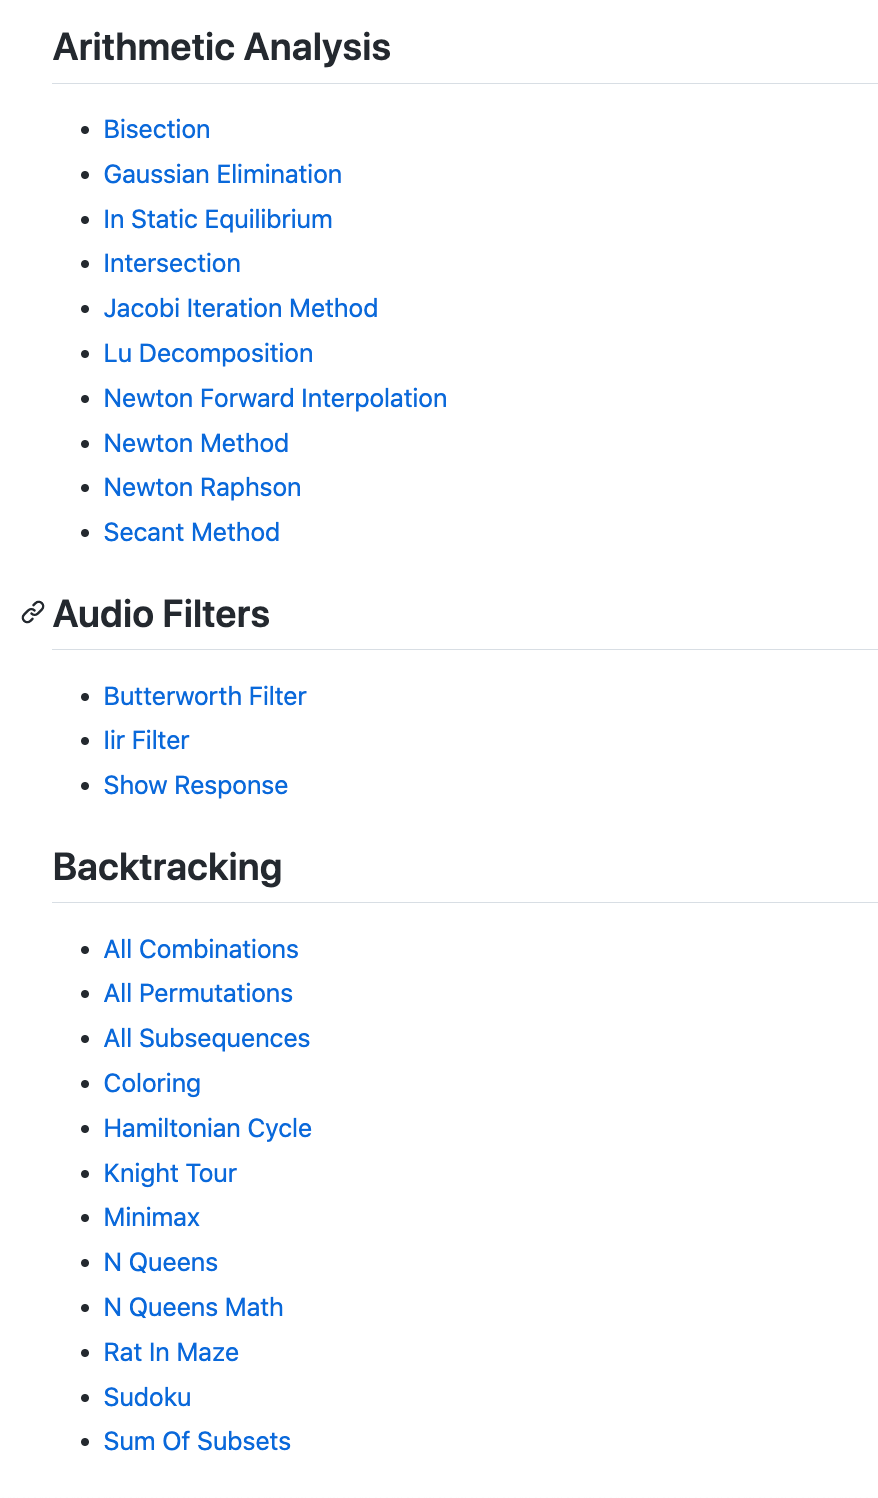 Arithmetic Analysis
Bisection
Gaussian Elimination
In Static Equilibrium
Intersection
Jacobi Iteration Method
Lu Decomposition
Newton Forward Interpolation
Newton Method
Newton Raphson
Secant Method
Audio Filters
Butterworth Filter
Iir Filter
Show Response
Backtracking
All Combinations
All Permutations
All Subsequences
Coloring
Hamiltonian Cycle
Knight Tour
Minimax
N Queens
N Queens Math
Rat In Maze
Sudoku
Sum Of Subsets